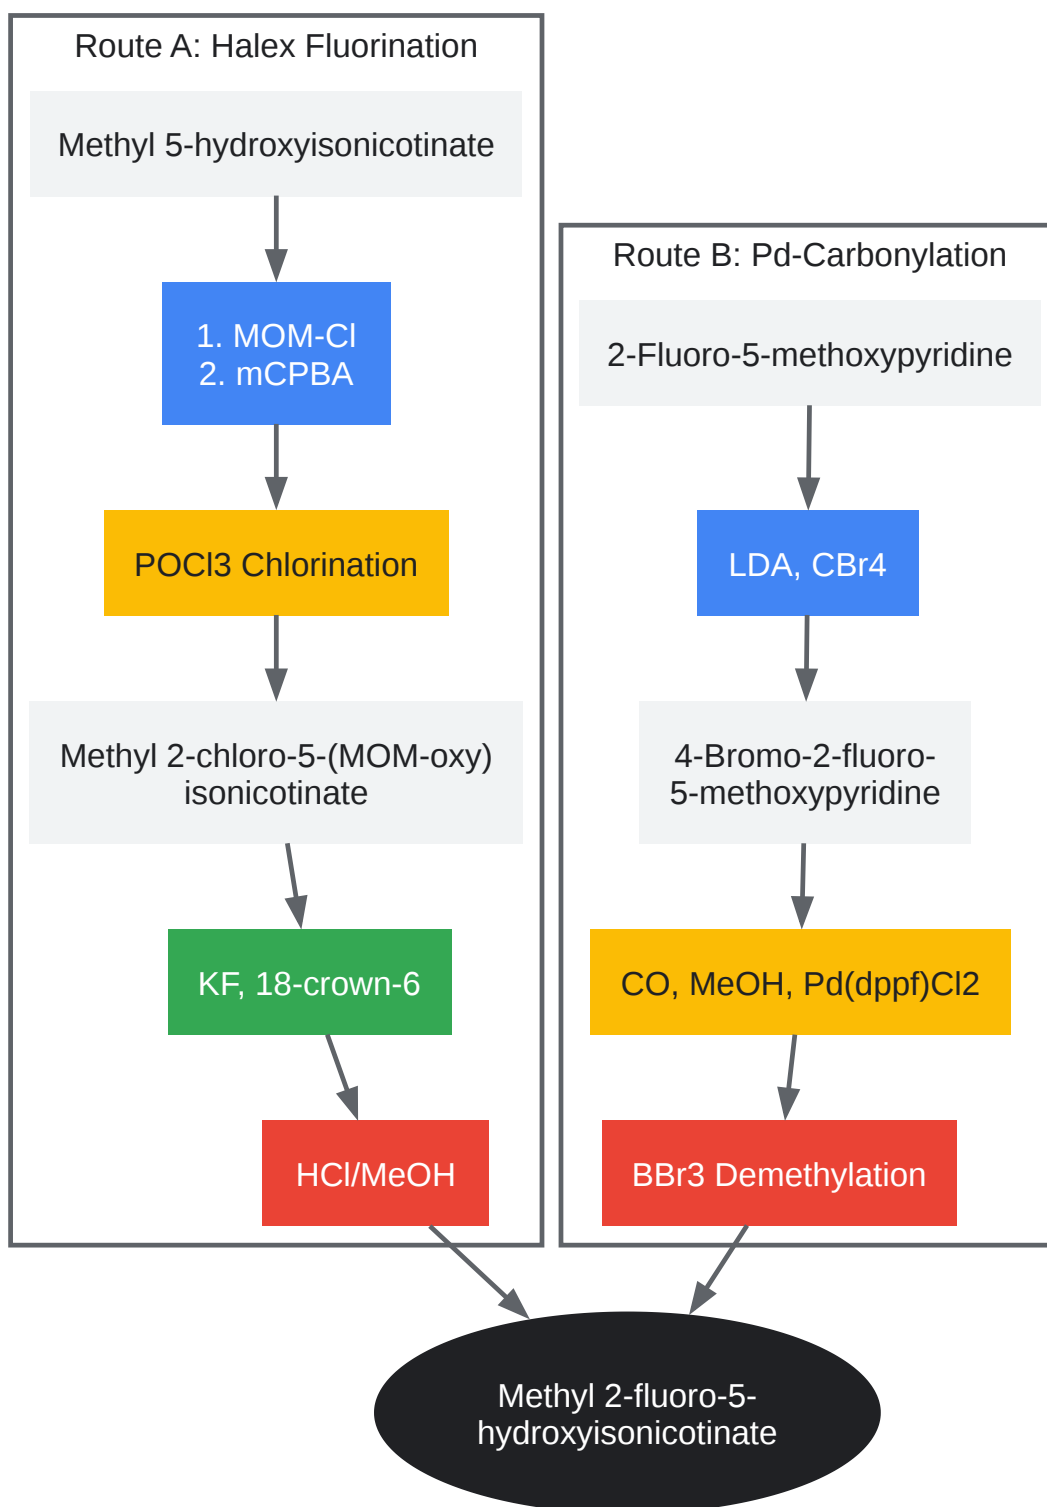 Route A: Halex Fluorination
Methyl 5-hydroxyisonicotinate
1. MOM-Cl
2. mCPBA
POCl3 Chlorination
Methyl 2-chloro-5-(MOM-oxy)
isonicotinate
KF, 18-crown-6
HCl/MeOH
Route B: Pd-Carbonylation
2-Fluoro-5-methoxypyridine
LDA, CBr4
4-Bromo-2-fluoro-
5-methoxypyridine
CO, MeOH, Pd(dppf)Cl2
BBr3 Demethylation
Methyl 2-fluoro-5-
hydroxyisonicotinate